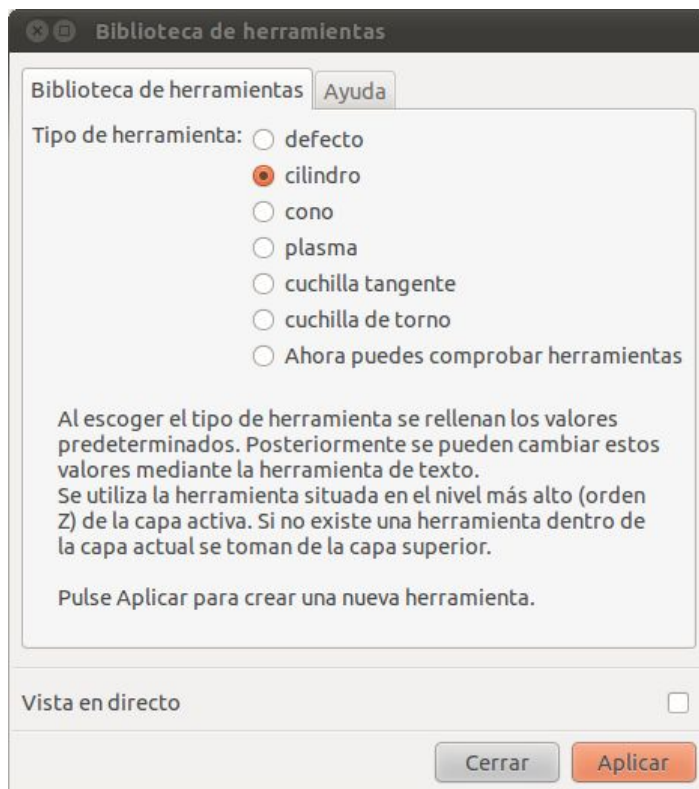 Biblioteca de herramientas
Biblioteca de herramientas Ayuda
Tipo de herramienta: defecto
cilindro
cono
plasma
cuchilla tangente
cuchilla de torno
Ahora puedes comprobar herramientas
Al escoger el tipo de herramienta se rellenan los valores
predeterminados. Posteriormente se pueden cambiar estos
valores mediante la herramienta de texto.
Se utiliza la herramienta situada en el nivel más alto (orden
Z) de la capa activa. Si no existe una herramienta dentro de
la capa actual se toman de la capa superior.
Pulse Aplicar para crear una nueva herramienta.
Vista en directo
Cerrar Aplicar